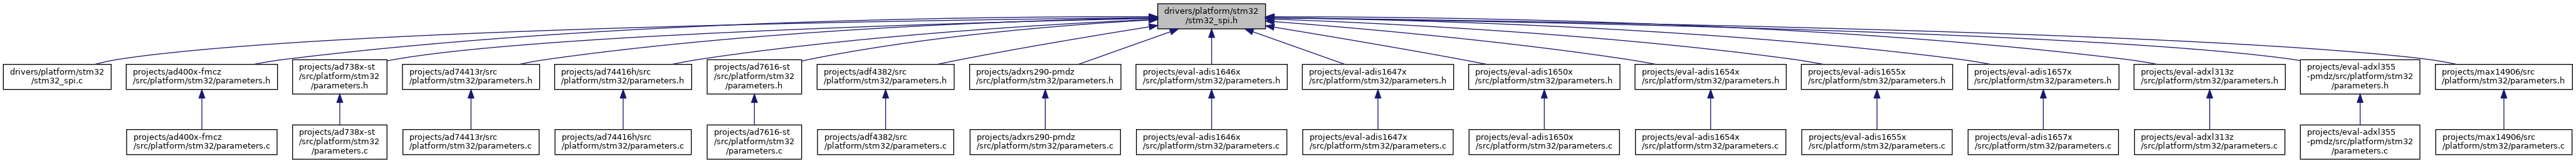 drivers/platform/stm32
/stm32_spi.h
drivers/platform/stm32
/stm32_spi.c
projects/ad400x-fmcz
/src/platform/stm32/parameters.h
projects/ad738x-st
/src/platform/stm32
/parameters.h
projects/ad74413r/src
/platform/stm32/parameters.h
projects/ad74416h/src
/platform/stm32/parameters.h
projects/ad7616-st
/src/platform/stm32
/parameters.h
projects/adf4382/src
/platform/stm32/parameters.h
projects/adxrs290-pmdz
/src/platform/stm32/parameters.h
projects/eval-adis1646x
/src/platform/stm32/parameters.h
projects/eval-adis1647x
/src/platform/stm32/parameters.h
projects/eval-adis1650x
/src/platform/stm32/parameters.h
projects/eval-adis1654x
/src/platform/stm32/parameters.h
projects/eval-adis1655x
/src/platform/stm32/parameters.h
projects/eval-adis1657x
/src/platform/stm32/parameters.h
projects/eval-adxl313z
/src/platform/stm32/parameters.h
projects/eval-adxl355
-pmdz/src/platform/stm32
/parameters.h
projects/max14906/src
/platform/stm32/parameters.h
projects/ad400x-fmcz
/src/platform/stm32/parameters.c
projects/ad738x-st
/src/platform/stm32
/parameters.c
projects/ad74413r/src
/platform/stm32/parameters.c
projects/ad74416h/src
/platform/stm32/parameters.c
projects/ad7616-st
/src/platform/stm32
/parameters.c
projects/adf4382/src
/platform/stm32/parameters.c
projects/adxrs290-pmdz
/src/platform/stm32/parameters.c
projects/eval-adis1646x
/src/platform/stm32/parameters.c
projects/eval-adis1647x
/src/platform/stm32/parameters.c
projects/eval-adis1650x
/src/platform/stm32/parameters.c
projects/eval-adis1654x
/src/platform/stm32/parameters.c
projects/eval-adis1655x
/src/platform/stm32/parameters.c
projects/eval-adis1657x
/src/platform/stm32/parameters.c
projects/eval-adxl313z
/src/platform/stm32/parameters.c
projects/eval-adxl355
-pmdz/src/platform/stm32
/parameters.c
projects/max14906/src
/platform/stm32/parameters.c